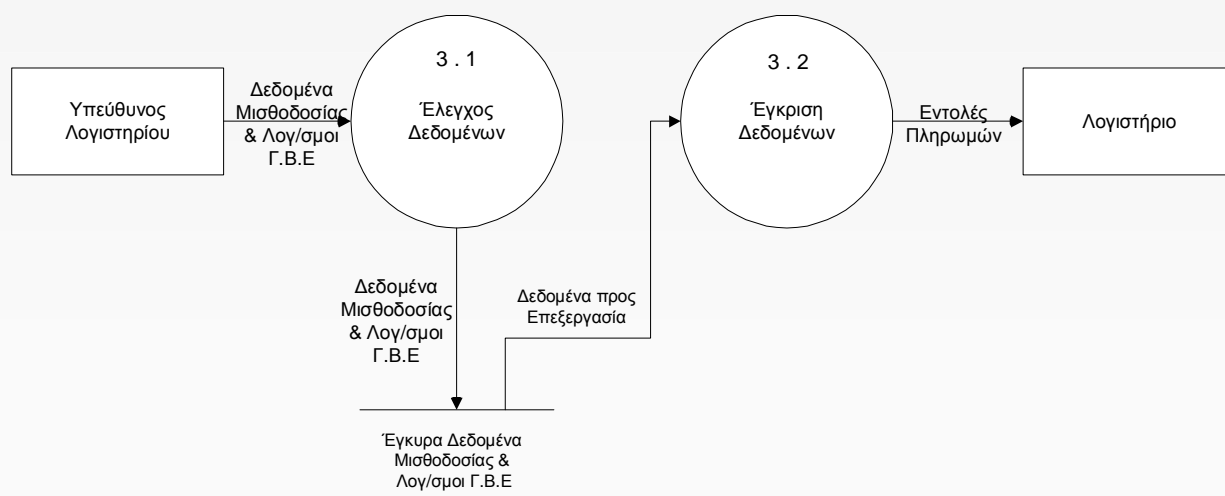 Υπεύθυνος
Λογιστηρίου
Δεδομένα
Μισθοδοσίας
& Λογ/σμοι
Γ.Β.Ε
3 . 1
Έλεγχος
Δεδομένων
3 . 2
Έγκριση
Δεδομένων
Εντολές
Πληρωμών
Λογιστήριο
Δεδομένα
Μισθοδοσίας
& Λογ/σμοι
Γ.Β.Ε
Δεδομένα προς
Επεξεργασία
Έγκυρα Δεδομένα
Μισθοδοσίας &
Λογ/σμοι Γ.Β.Ε